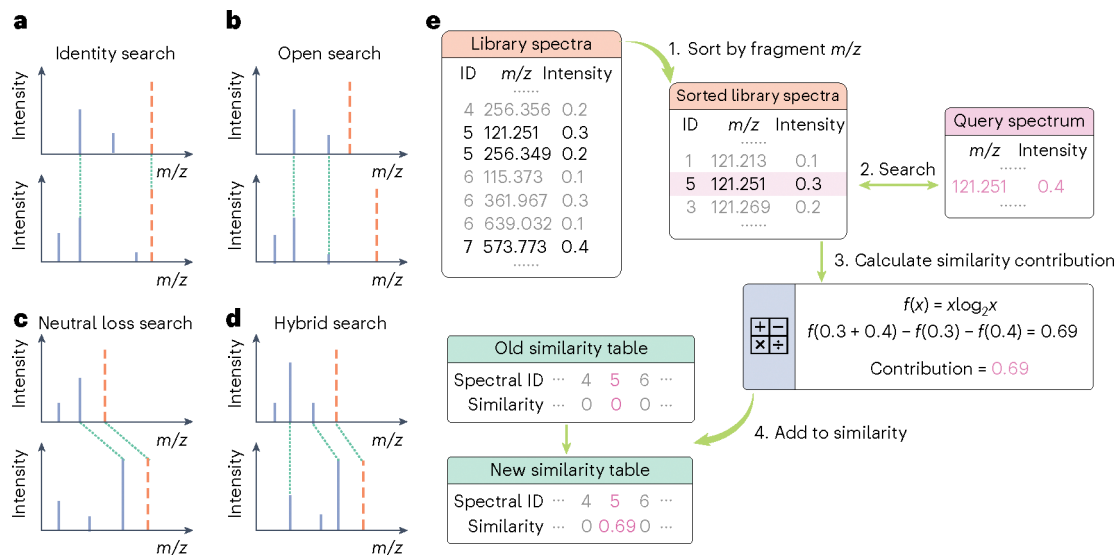 a
Identity search
Intensity
m/z
Intensity
m/z
b
Open search
Intensity
m/z
Intensity
m/z
c
Neutral loss search
Intensity
m/z
Intensity
m/z
d
Hybrid search
Intensity
m/z
Intensity
m/z
e
Library spectra
ID m/z Intensity
......
4 256.356 0.2
5 121.251 0.3
5 256.349 0.2
6 115.373 0.1
6 361.967 0.3
6 639.032 0.1
7 573.773 0.4
......
1. Sort by fragment m/z
Sorted library spectra
ID m/z Intensity
......
1 121.213 0.1
5 121.251 0.3
3 121.269 0.2
......
2. Search
Query spectrum
m/z Intensity
......
121.251 0.4
......
3. Calculate similarity contribution
+ −
× ÷
f(x) = xlog₂x
f(0.3 + 0.4) − f(0.3) − f(0.4) = 0.69
Contribution = 0.69
4. Add to similarity
Old similarity table
Spectral ID ... 4 5 6 ...
Similarity ... 0 0 0 ...
New similarity table
Spectral ID ... 4 5 6 ...
Similarity ... 0 0.69 0 ...